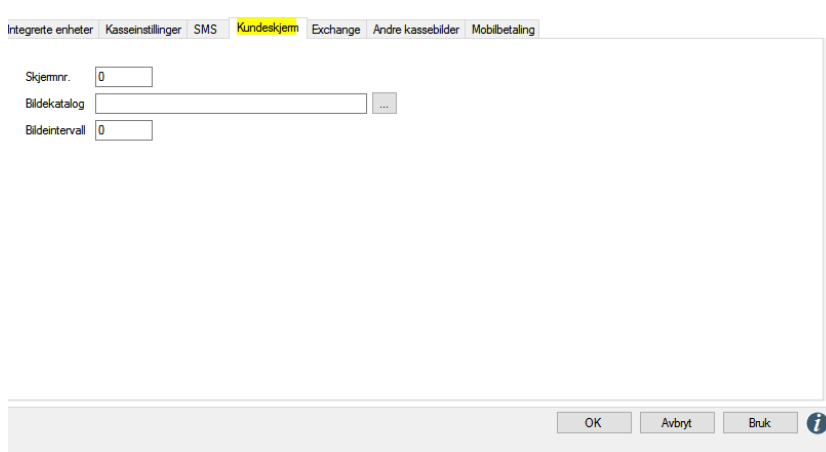 Integrerte enheter Kasseinstillinger SMS Kundeskjerm Exchange Andre kassebilder Mobilbetaling
Skjermnr. 0
Bildekatalog ...
Bildeintervall 0
OK Avbryt Bruk i